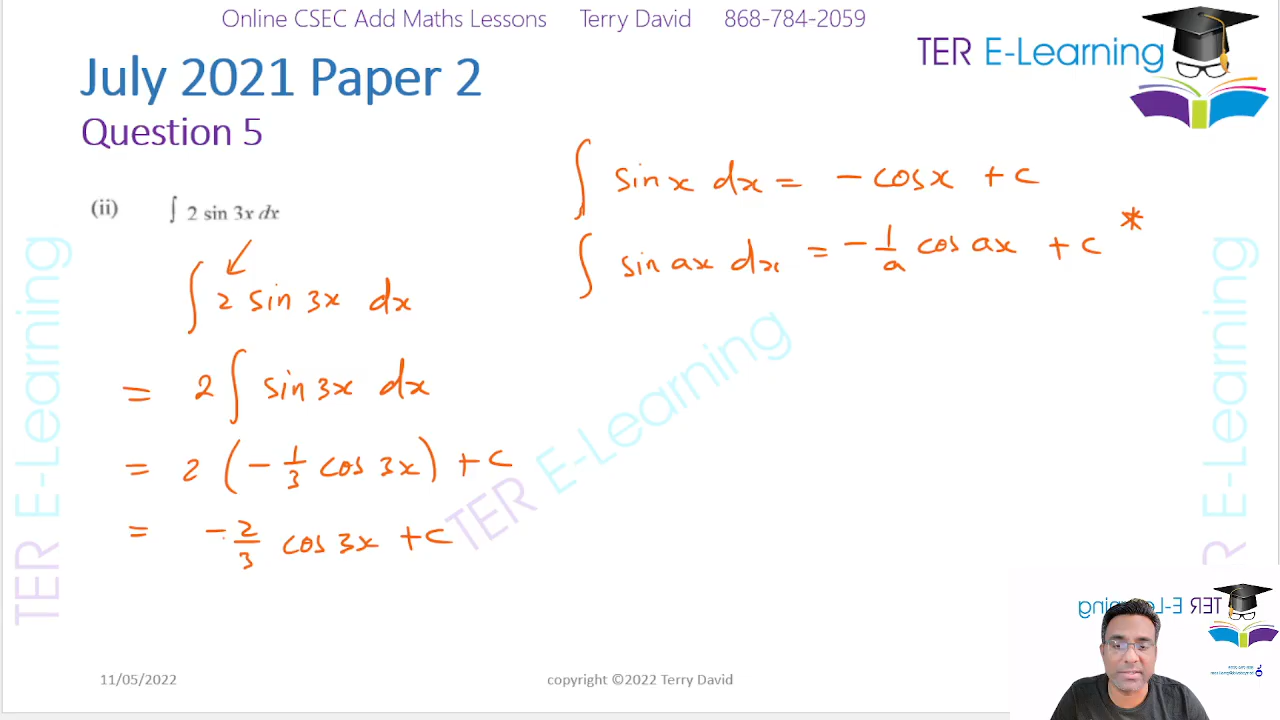 Online CSEC Add Maths Lessons Terry David 868-784-2059
TER E-Learning
July 2021 Paper 2
Question 5
(ii) ∫ 2 sin 3x dx
∫ sin x dx = - cos x + c
∫ sin ax dx = - 1/a cos ax + c *
∫ 2 sin 3x dx
= 2 ∫ sin 3x dx
= 2 ( - 1/3 cos 3x ) + c
= - 2/3 cos 3x + c
TER E-Learning
TER E-Learning
TER E-Learning
TER E-Learning
11/05/2022
copyright ©2022 Terry David